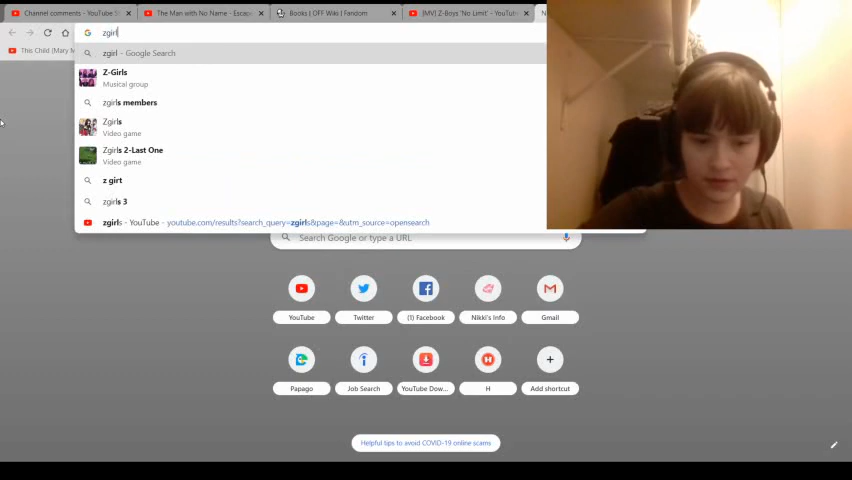 Channel comments - YouTube S
The Man with No Name - Escap
Books | OFF Wiki | Fandom
[MV] Z-Boys 'No Limit' - YouTu
N
zgirl
This Child (Mary M
zgirl - Google Search
Z-Girls
Musical group
zgirls members
Zgirls
Video game
Zgirls 2-Last One
Video game
z girt
zgirls 3
zgirls - YouTube - youtube.com/results?search_query=zgirls&page=&utm_source=opensearch
Search Google or type a URL
YouTube
Twitter
(1) Facebook
Nikki's Info
Gmail
Papago
Job Search
YouTube Dow...
H
Add shortcut
Helpful tips to avoid COVID-19 online scams